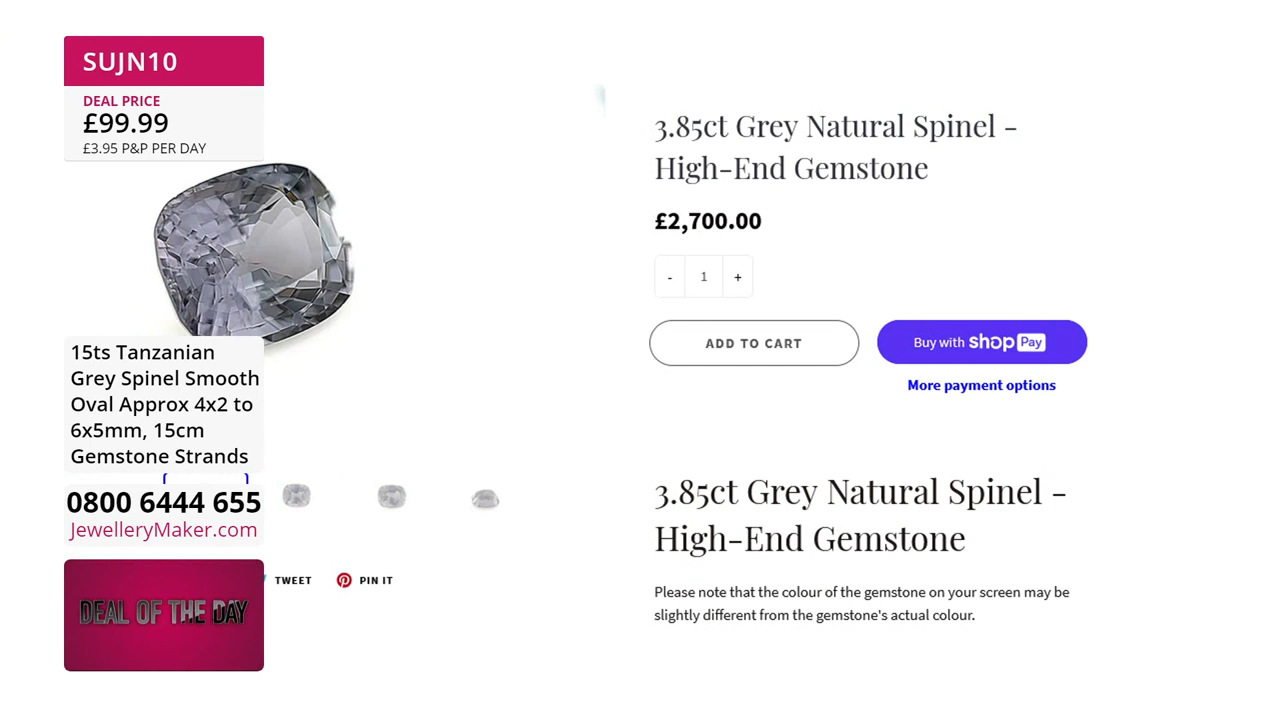 SUJN10
DEAL PRICE
£99.99
£3.95 P&P PER DAY
15ts Tanzanian
Grey Spinel Smooth
Oval Approx 4x2 to
6x5mm, 15cm
Gemstone Strands
0800 6444 655
JewelleryMaker.com
DEAL OF THE DAY
TWEET
PIN IT
3.85ct Grey Natural Spinel -
High-End Gemstone
£2,700.00
- 1 +
ADD TO CART
Buy with shop Pay
More payment options
3.85ct Grey Natural Spinel -
High-End Gemstone
Please note that the colour of the gemstone on your screen may be
slightly different from the gemstone's actual colour.